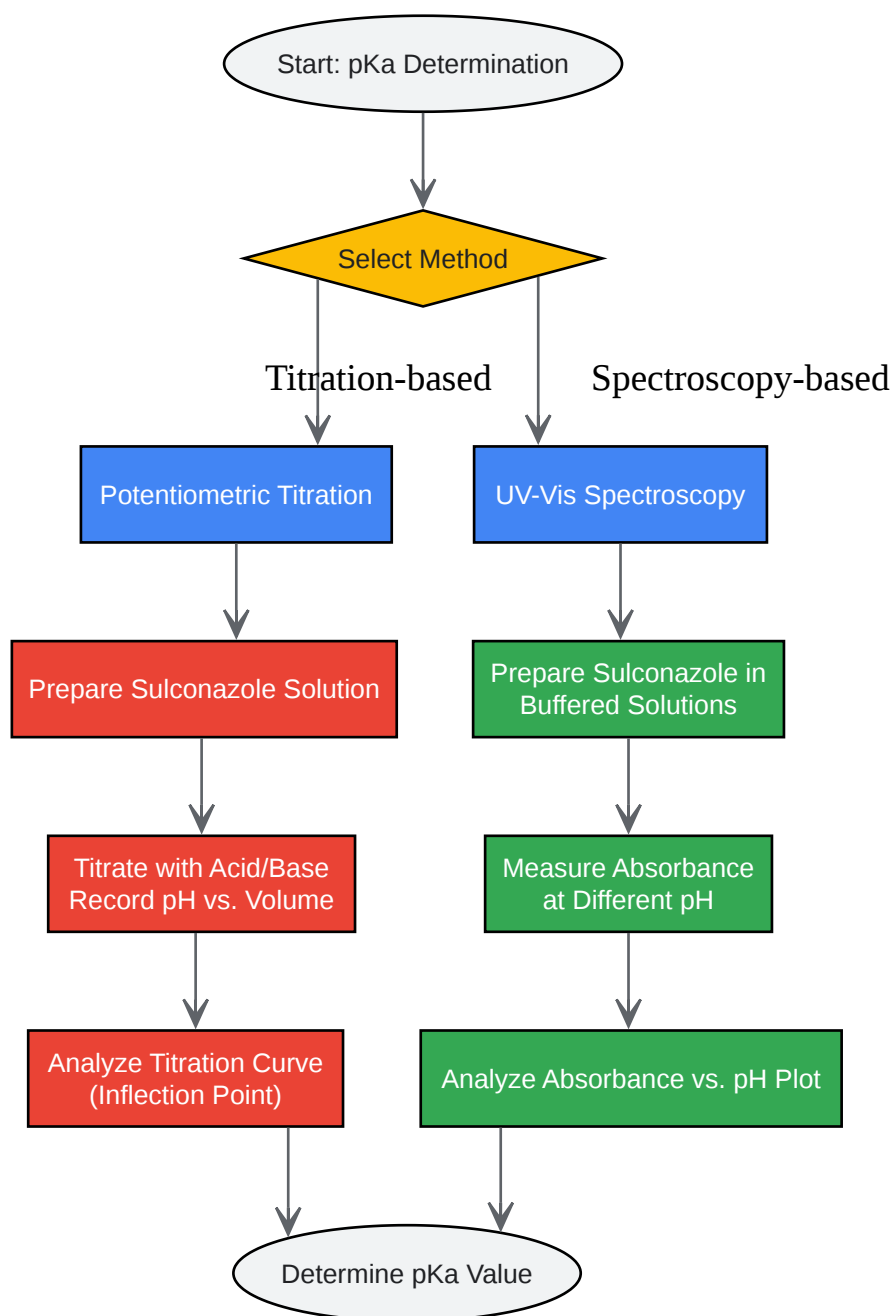 Start: pKa Determination
Select Method
Titration-based
Spectroscopy-based
Potentiometric Titration
UV-Vis Spectroscopy
Prepare Sulconazole Solution
Prepare Sulconazole in
Buffered Solutions
Titrate with Acid/Base
Record pH vs. Volume
Measure Absorbance
at Different pH
Analyze Titration Curve
(Inflection Point)
Analyze Absorbance vs. pH Plot
Determine pKa Value